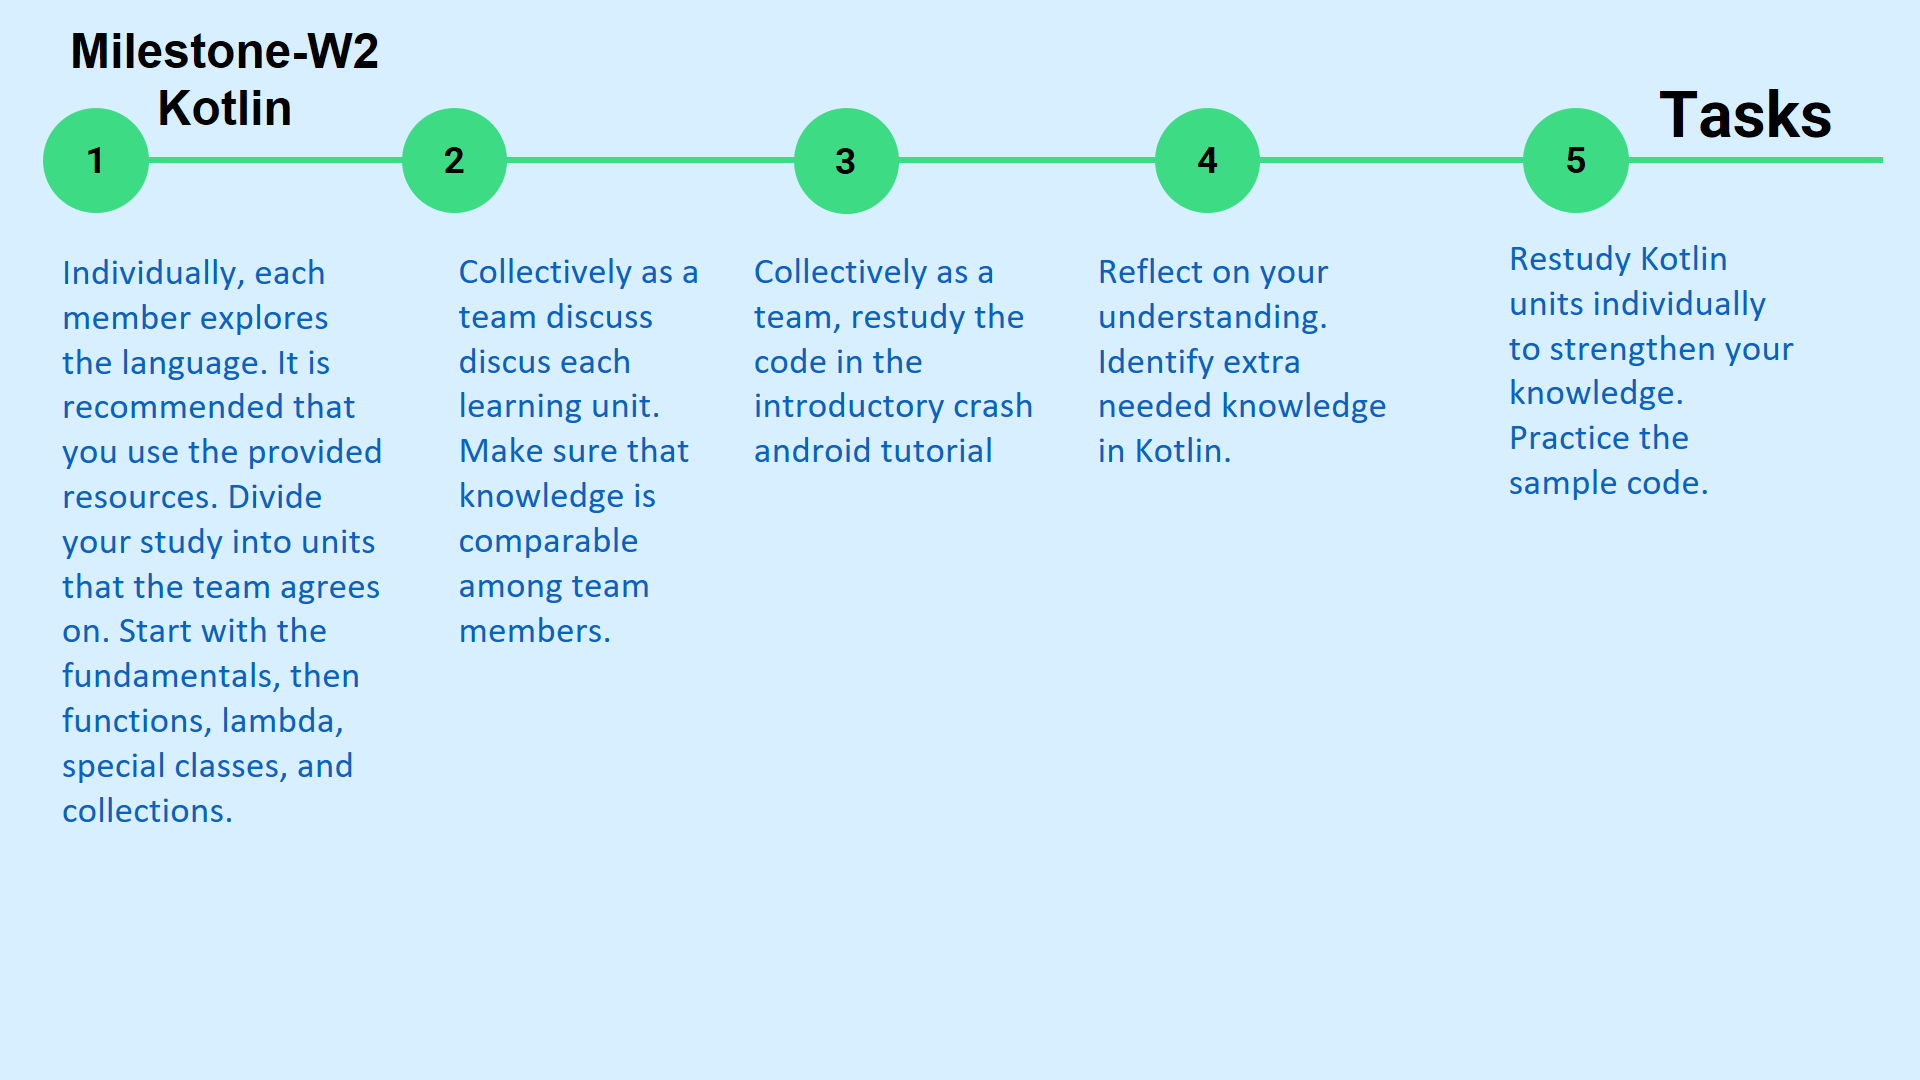 Milestone-W2
Kotlin
Tasks
1
2
3
4
5
Individually, each
member explores
the language. It is
recommended that
you use the provided
resources. Divide
your study into units
that the team agrees
on. Start with the
fundamentals, then
functions, lambda,
special classes, and
collections.
Collectively as a
team discuss
discus each
learning unit.
Make sure that
knowledge is
comparable
among team
members.
Collectively as a
team, restudy the
code in the
introductory crash
android tutorial
Reflect on your
understanding.
Identify extra
needed knowledge
in Kotlin.
Restudy Kotlin
units individually
to strengthen your
knowledge.
Practice the
sample code.